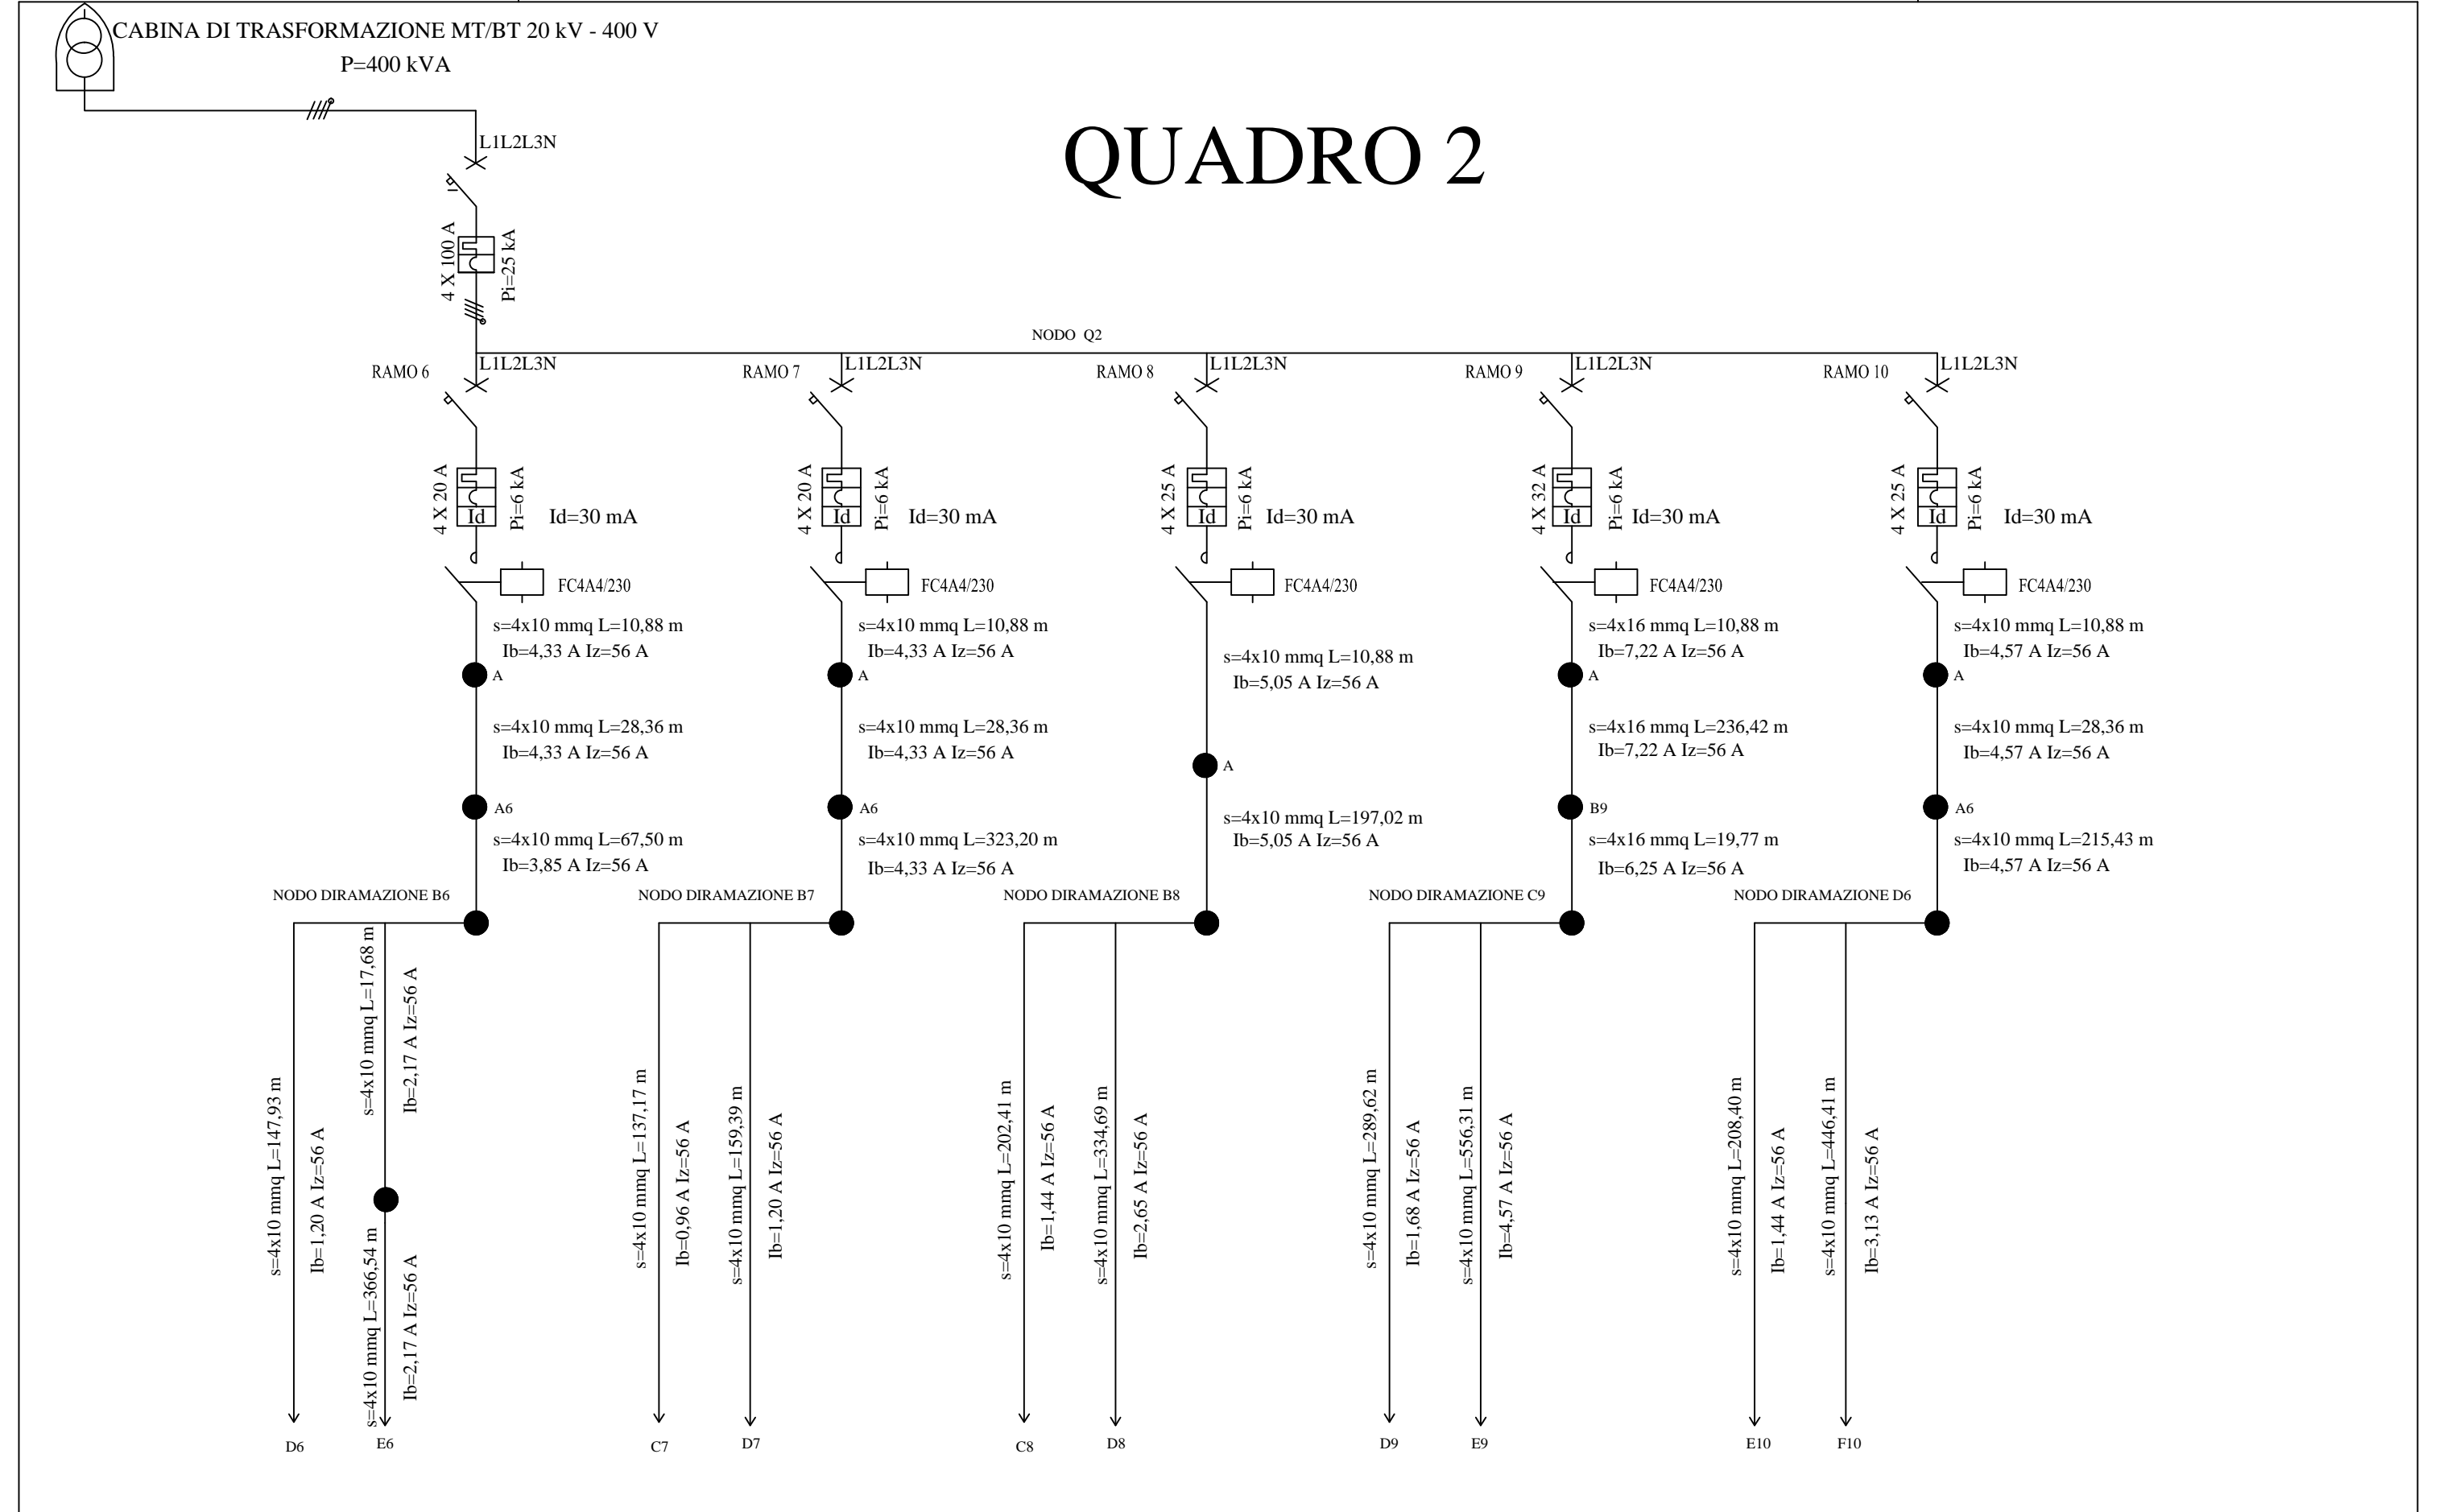 CABINA DI TRASFORMAZIONE MT/BT 20 kV - 400 V
P=400 kVA
QUADRO 2
L1L2L3N
4 X 100 A
Pi=25 kA
NODO Q2
RAMO 6
L1L2L3N
RAMO 7
L1L2L3N
RAMO 8
L1L2L3N
RAMO 9
L1L2L3N
RAMO 10
L1L2L3N
4 X 20 A
Id
Pi=6 kA
Id=30 mA
4 X 20 A
Id
Pi=6 kA
Id=30 mA
4 X 25 A
Id
Pi=6 kA
Id=30 mA
4 X 32 A
Id
Pi=6 kA
Id=30 mA
4 X 25 A
Id
Pi=6 kA
Id=30 mA
FC4A4/230
FC4A4/230
FC4A4/230
FC4A4/230
FC4A4/230
s=4x10 mmq L=10,88 m
Ib=4,33 A Iz=56 A
A
s=4x10 mmq L=28,36 m
Ib=4,33 A Iz=56 A
A6
s=4x10 mmq L=67,50 m
Ib=3,85 A Iz=56 A
NODO DIRAMAZIONE B6
s=4x10 mmq L=10,88 m
Ib=4,33 A Iz=56 A
A
s=4x10 mmq L=28,36 m
Ib=4,33 A Iz=56 A
A6
s=4x10 mmq L=323,20 m
Ib=4,33 A Iz=56 A
NODO DIRAMAZIONE B7
s=4x10 mmq L=10,88 m
Ib=5,05 A Iz=56 A
A
s=4x10 mmq L=197,02 m
Ib=5,05 A Iz=56 A
NODO DIRAMAZIONE B8
s=4x16 mmq L=10,88 m
Ib=7,22 A Iz=56 A
A
s=4x16 mmq L=236,42 m
Ib=7,22 A Iz=56 A
B9
s=4x16 mmq L=19,77 m
Ib=6,25 A Iz=56 A
NODO DIRAMAZIONE C9
s=4x10 mmq L=10,88 m
Ib=4,57 A Iz=56 A
A
s=4x10 mmq L=28,36 m
Ib=4,57 A Iz=56 A
A6
s=4x10 mmq L=215,43 m
Ib=4,57 A Iz=56 A
NODO DIRAMAZIONE D6
s=4x10 mmq L=147,93 m
Ib=1,20 A Iz=56 A
s=4x10 mmq L=17,68 m
Ib=2,17 A Iz=56 A
s=4x10 mmq L=366,54 m
Ib=2,17 A Iz=56 A
s=4x10 mmq L=137,17 m
Ib=0,96 A Iz=56 A
s=4x10 mmq L=159,39 m
Ib=1,20 A Iz=56 A
s=4x10 mmq L=202,41 m
Ib=1,44 A Iz=56 A
s=4x10 mmq L=334,69 m
Ib=2,65 A Iz=56 A
s=4x10 mmq L=289,62 m
Ib=1,68 A Iz=56 A
s=4x10 mmq L=556,31 m
Ib=4,57 A Iz=56 A
s=4x10 mmq L=208,40 m
Ib=1,44 A Iz=56 A
s=4x10 mmq L=446,41 m
Ib=3,13 A Iz=56 A
D6
E6
C7
D7
C8
D8
D9
E9
E10
F10